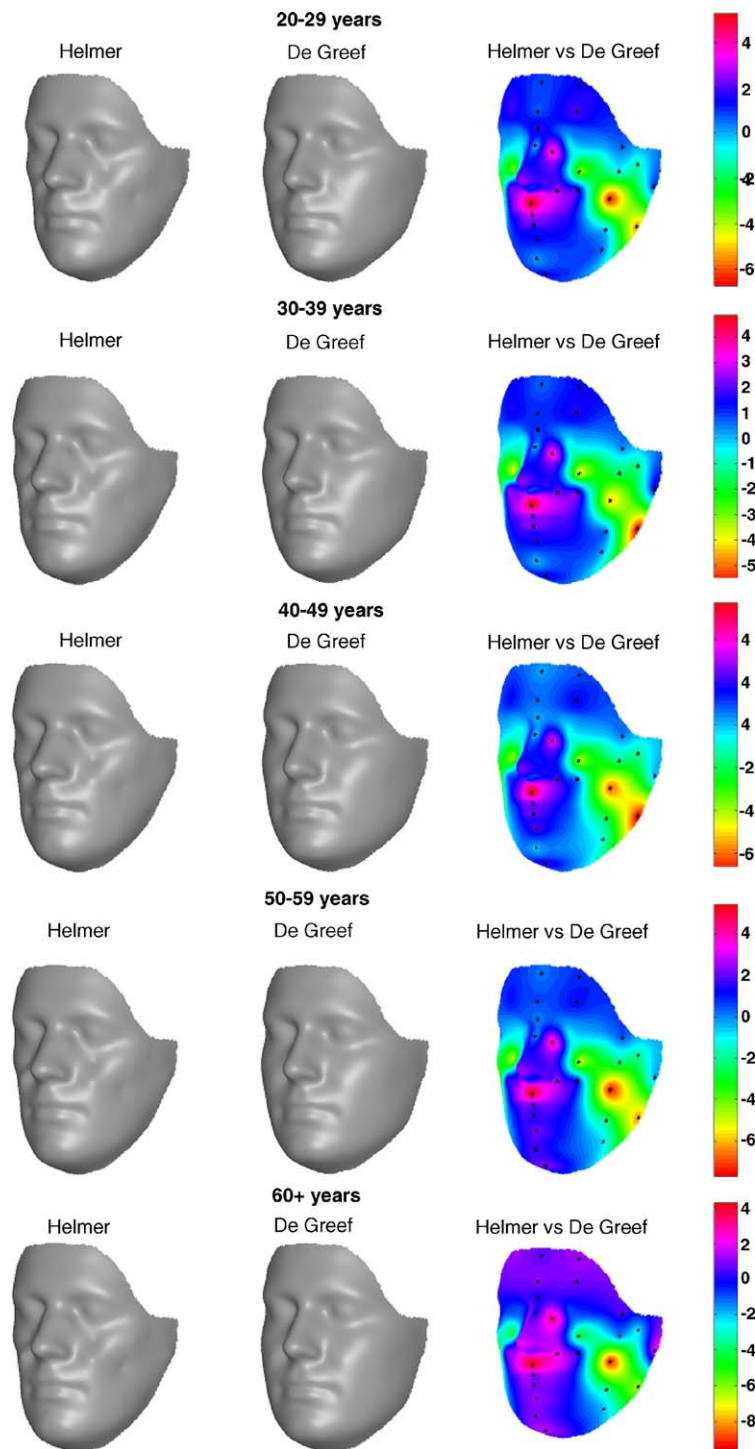 20-29 years
Helmer
De Greef
Helmer vs De Greef
4
2
0
-4
-6
30-39 years
Helmer
De Greef
Helmer vs De Greef
4
3
2
1
0
-1
-2
-3
-4
-5
40-49 years
Helmer
De Greef
Helmer vs De Greef
4
4
4
-2
-4
-6
50-59 years
Helmer
De Greef
Helmer vs De Greef
4
2
0
-2
-4
-6
60+ years
Helmer
De Greef
Helmer vs De Greef
4
2
0
-2
-4
-6
-8